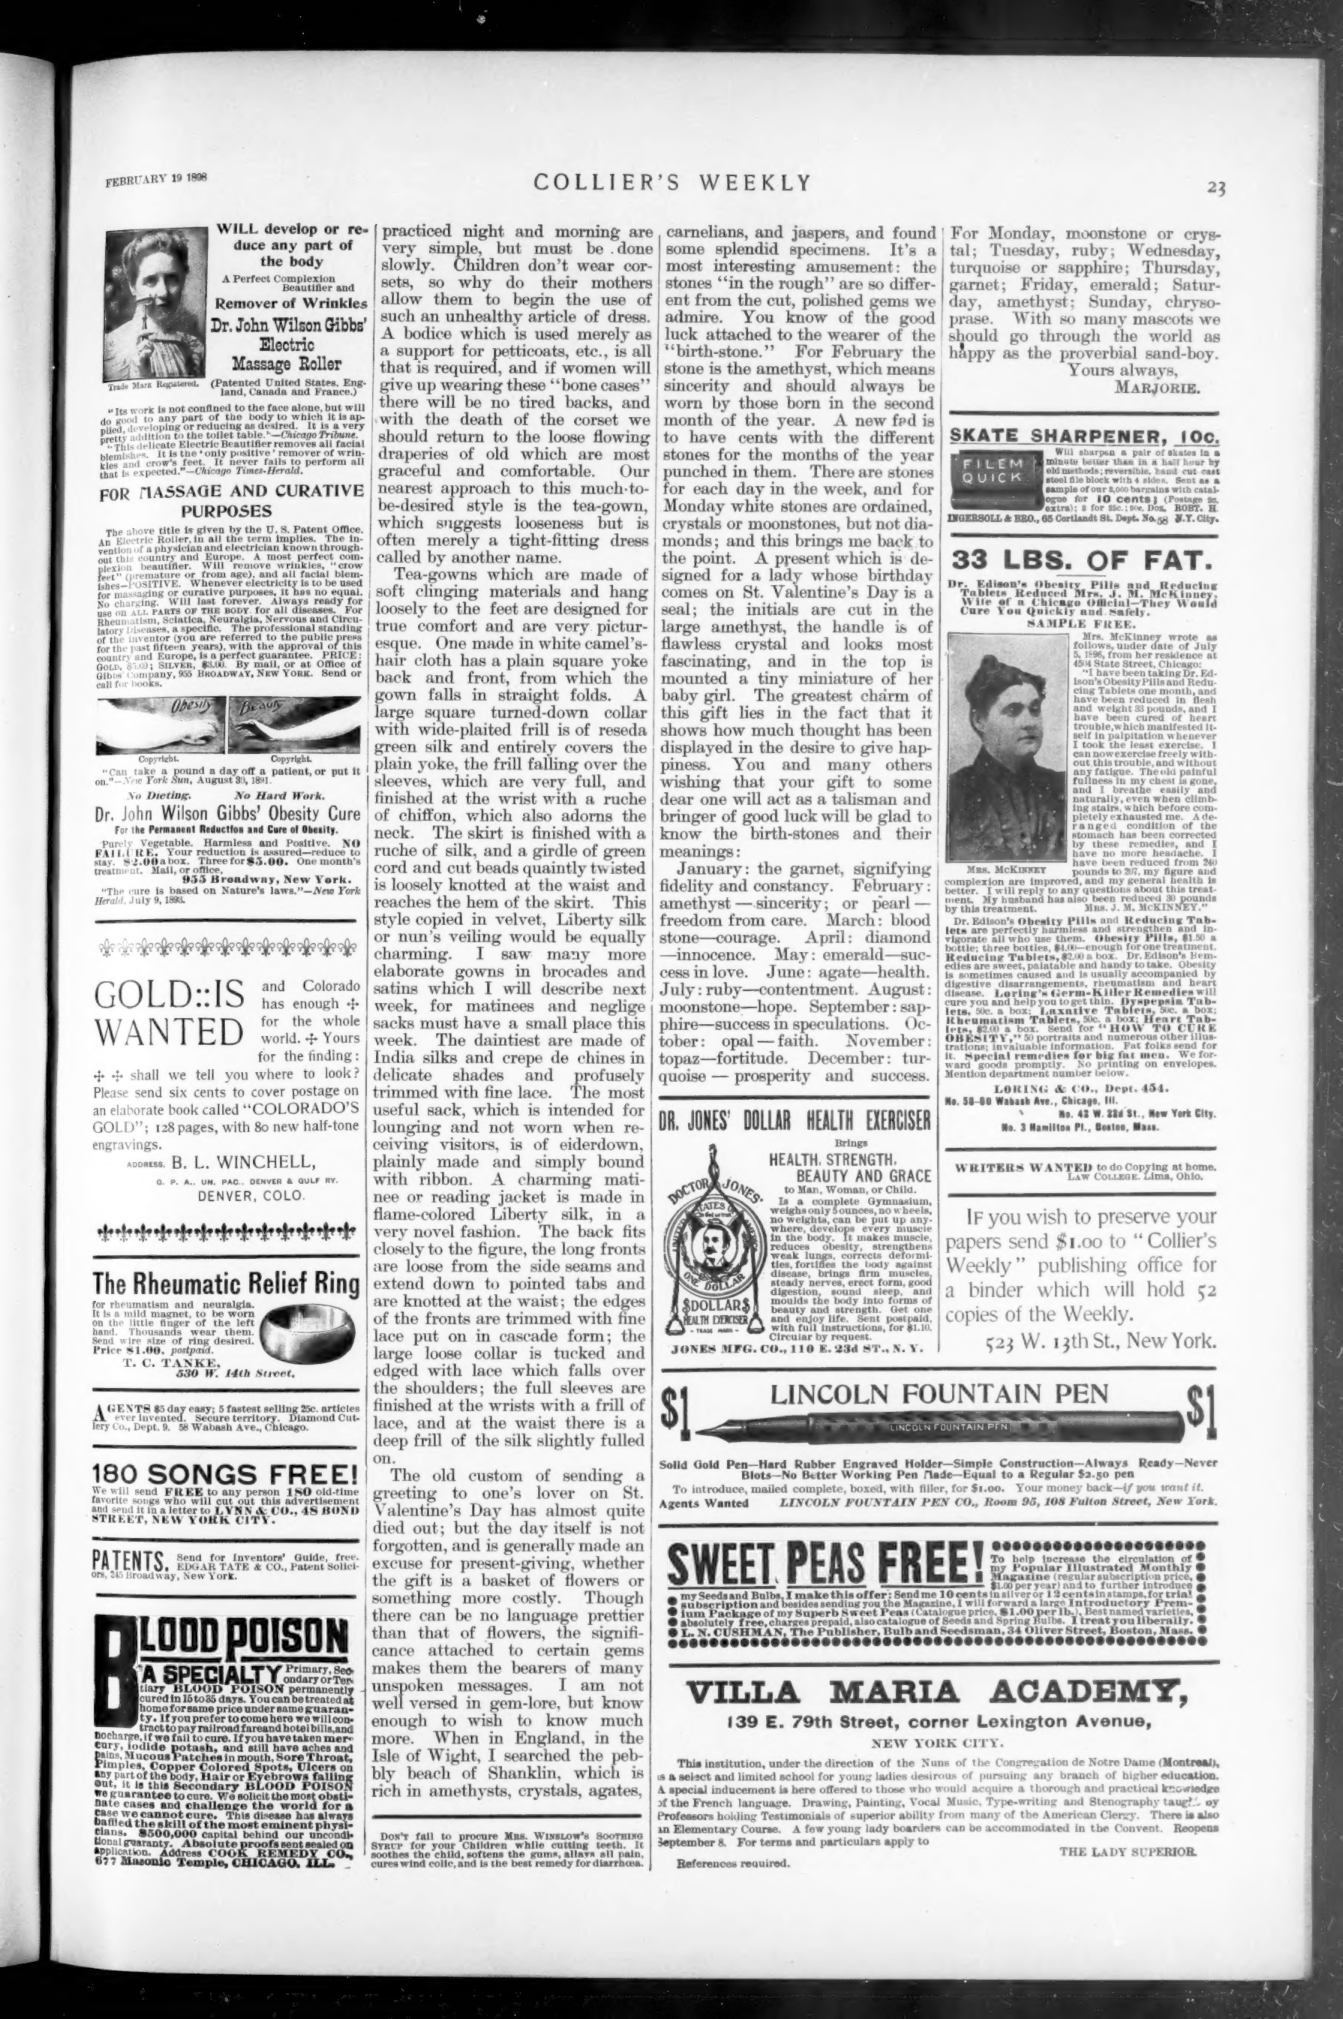 FEBRUARY 19 1898
COLLIER'S WEEKLY
23
WILL develop or re-
duce any part of
the body
A Perfect Complexion
Beautifier and
Remover of Wrinkles
Dr. John Wilson Gibbs'
Electric
Massage Roller
Trade Mark Registered.
(Patented United States, Eng-
land, Canada and France.)
"Its work is not confined to the face alone, but will
do good to any part of the body to which it is ap-
plied, developing or reducing as desired. It is a very
pretty addition to the toilet table."—Chicago Tribune.
"This delicate Electric Beautifier removes all facial
blemishes. It is the 'only positive' remover of wrin-
kles and crow's feet. It never fails to perform all
that is expected."—Chicago Times-Herald.
FOR MASSAGE AND CURATIVE
PURPOSES
The above title is given by the U. S. Patent Office.
An Electric Roller, in all the term implies. The in-
vention of a physician and electrician known through-
out this country and Europe. A most perfect com-
plexion beautifier. Will remove wrinkles, "crow
feet" (premature or from age), and all facial blem-
ishes—POSITIVE. Whenever electricity is to be used
for massaging or curative purposes, it has no equal.
No charging. Will last forever. Always ready for
use on ALL PARTS OF THE BODY for all diseases. For
Rheumatism, Sciatica, Neuralgia, Nervous and Circu-
latory Diseases, a specific. The professional standing
of the inventor (you are referred to the public press
for the past fifteen years), with the approval of this
country and Europe, is a perfect guarantee. PRICE:
GOLD, SILVER, By mail, or at Office of
Gibbs' Company, 955 BROADWAY, NEW YORK. Send or
call for books.
Obesity
Beauty
Copyright.
Copyright.
"Can take a pound a day off a patient, or put it
on."—New York Sun, August 30, 1891.
No Dieting. No Hard Work.
Dr. John Wilson Gibbs' Obesity Cure
For the Permanent Reduction and Cure of Obesity.
Purely Vegetable. Harmless and Positive. NO
FAILURE. Your reduction is assured—reduce to
stay. $2.00 a box. Three for $5.00. One month's
treatment. Mail, or office,
955 Broadway, New York.
"The cure is based on Nature's laws."—New York
Herald, July 9, 1893.
GOLD::IS
WANTED
and Colorado
has enough
for the whole
world. Yours
for the finding:
shall we tell you where to look?
Please send six cents to cover postage on
an elaborate book called "COLORADO'S
GOLD"; 128 pages, with 80 new half-tone
engravings.
ADDRESS, B. L. WINCHELL,
G. P. A., UN. PAC., DENVER & GULF RY.
DENVER, COLO.
The Rheumatic Relief Ring
for rheumatism and neuralgia.
It is a mild magnet, to be worn
on the little finger of the left
hand. Thousands wear them.
Send wire size of ring desired.
Price $1.00, postpaid.
T. C. TANKE,
530 W. 14th Street.
AGENTS $5 day easy; 5 fastest selling 25c. articles
ever invented. Secure territory. Diamond Cut-
lery Co., Dept. 9. 58 Wabash Ave., Chicago.
180 SONGS FREE!
We will send FREE to any person 180 old-time
favorite songs who will cut out this advertisement
and send it in a letter to LYNN & CO., 48 BOND
STREET, NEW YORK CITY.
PATENTS. Send for Inventors' Guide, free.
EDGAR TATE & CO., Patent Solici-
ors, 245 Broadway, New York.
BLOOD POISON
A SPECIALTY Primary, Sec-
ondary or Ter-
tiary BLOOD POISON permanently
cured in 15 to 35 days. You can be treated at
home for same price under same guaran-
ty. If you prefer to come here we will con-
tract to pay railroad fare and hotel bills, and
nocharge, if we fail to cure. If you have taken mer-
cury, iodide potash, and still have aches and
pains, Mucous Patches in mouth, Sore Throat,
Pimples, Copper Colored Spots, Ulcers on
any part of the body, Hair or Eyebrows falling
out, it is this Secondary BLOOD POISON
we guarantee to cure. We solicit the most obsti-
nate cases and challenge the world for a
case we cannot cure. This disease has always
baffled the skill of the most eminent physi-
cians. $500,000 capital behind our uncondi-
tional guaranty. Absolute proofs sent sealed on
application. Address COOK REMEDY CO.,
677 Masonic Temple, CHICAGO, ILL.
practiced night and morning are
very simple, but must be done
slowly. Children don't wear cor-
sets, so why do their mothers
allow them to begin the use of
such an unhealthy article of dress.
A bodice which is used merely as
a support for petticoats, etc., is all
that is required, and if women will
give up wearing these "bone cases"
there will be no tired backs, and
with the death of the corset we
should return to the loose flowing
draperies of old which are most
graceful and comfortable. Our
nearest approach to this much-to-
be-desired style is the tea-gown,
which suggests looseness but is
often merely a tight-fitting dress
called by another name.
Tea-gowns which are made of
soft clinging materials and hang
loosely to the feet are designed for
true comfort and are very pictur-
esque. One made in white camel's-
hair cloth has a plain square yoke
back and front, from which the
gown falls in straight folds. A
large square turned-down collar
with wide-plaited frill is of reseda
green silk and entirely covers the
plain yoke, the frill falling over the
sleeves, which are very full, and
finished at the wrist with a ruche
of chiffon, which also adorns the
neck. The skirt is finished with a
ruche of silk, and a girdle of green
cord and cut beads quaintly twisted
is loosely knotted at the waist and
reaches the hem of the skirt. This
style copied in velvet, Liberty silk
or nun's veiling would be equally
charming. I saw many more
elaborate gowns in brocades and
satins which I will describe next
week, for matinees and neglige
sacks must have a small place this
week. The daintiest are made of
India silks and crepe de chines in
delicate shades and profusely
trimmed with fine lace. The most
useful sack, which is intended for
lounging and not worn when re-
ceiving visitors, is of eiderdown,
plainly made and simply bound
with ribbon. A charming mati-
nee or reading jacket is made in
flame-colored Liberty silk, in a
very novel fashion. The back fits
closely to the figure, the long fronts
are loose from the side seams and
extend down to pointed tabs and
are knotted at the waist; the edges
of the fronts are trimmed with fine
lace put on in cascade form; the
large loose collar is tucked and
edged with lace which falls over
the shoulders; the full sleeves are
finished at the wrists with a frill of
lace, and at the waist there is a
deep frill of the silk slightly fulled
on.
The old custom of sending a
greeting to one's lover on St.
Valentine's Day has almost quite
died out; but the day itself is not
forgotten, and is generally made an
excuse for present-giving, whether
the gift is a basket of flowers or
something more costly. Though
there can be no language prettier
than that of flowers, the signifi-
cance attached to certain gems
makes them the bearers of many
unspoken messages. I am not
well versed in gem-lore, but know
enough to wish to know much
more. When in England, in the
Isle of Wight, I searched the peb-
bly beach of Shanklin, which is
rich in amethysts, crystals, agates,
DON'T fail to procure MRS. WINSLOW'S SOOTHING
SYRUP for your Children while cutting teeth. It
soothes the child, softens the gums, allays all pain,
cures wind colic, and is the best remedy for diarrhœa.
carnelians, and jaspers, and found
some splendid specimens. It's a
most interesting amusement: the
stones "in the rough" are so differ-
ent from the cut, polished gems we
admire. You know of the good
luck attached to the wearer of the
"birth-stone." For February the
stone is the amethyst, which means
sincerity and should always be
worn by those born in the second
month of the year. A new fad is
to have cents with the different
stones for the months of the year
punched in them. There are stones
for each day in the week, and for
Monday white stones are ordained,
crystals or moonstones, but not dia-
monds; and this brings me back to
the point. A present which is de-
signed for a lady whose birthday
comes on St. Valentine's Day is a
seal; the initials are cut in the
large amethyst, the handle is of
flawless crystal and looks most
fascinating, and in the top is
mounted a tiny miniature of her
baby girl. The greatest charm of
this gift lies in the fact that it
shows how much thought has been
displayed in the desire to give hap-
piness. You and many others
wishing that your gift to some
dear one will act as a talisman and
bringer of good luck will be glad to
know the birth-stones and their
meanings:
January: the garnet, signifying
fidelity and constancy. February:
amethyst—sincerity; or pearl—
freedom from care. March: blood
stone—courage. April: diamond
—innocence. May: emerald—suc-
cess in love. June: agate—health.
July: ruby—contentment. August:
moonstone—hope. September: sap-
phire—success in speculations. Oc-
tober: opal—faith. November:
topaz—fortitude. December: tur-
quoise—prosperity and success.
DR. JONES' DOLLAR HEALTH EXERCISER
Brings
HEALTH, STRENGTH,
BEAUTY AND GRACE
to Man, Woman, or Child.
Is a complete Gymnasium,
weighs only 5 ounces, no wheels,
no weights, can be put up any-
where, develops every muscle
in the body. It makes muscle,
reduces obesity, strengthens
weak lungs, corrects deformi-
ties, fortifies the body against
disease, brings firm muscles,
steady nerves, erect form, good
digestion, sound sleep, and
moulds the body into forms of
beauty and strength. Get one
and enjoy life. Sent postpaid,
with full instructions, for $1.10.
Circular by request.
DOCTOR JONES'
ONE DOLLAR
$DOLLAR$
HEALTH EXERCISER
- TRADE MARK -
JONES MFG. CO., 110 E. 23d ST., N. Y.
For Monday, moonstone or crys-
tal; Tuesday, ruby; Wednesday,
turquoise or sapphire; Thursday,
garnet; Friday, emerald; Satur-
day, amethyst; Sunday, chryso-
prase. With so many mascots we
should go through the world as
happy as the proverbial sand-boy.
Yours always,
MARJORIE.
SKATE SHARPENER, 10c.
FILEM
QUICK
Will sharpen a pair of skates in a
minute better than in a half hour by
old methods; reversible, hand cut cast
steel file block with 4 sides. Sent as a
sample of our 3,000 bargains with catal-
ogue for 10 cents; (Postage 2c.
extra); 3 for 25c.; 90c. Doz. ROBT. H.
INGERSOLL & BRO., 65 Cortlandt St. Dept. No. 58 N.Y. City.
33 LBS. OF FAT.
Dr. Edison's Obesity Pills and Reducing
Tablets Reduced Mrs. J. M. McKinney,
Wife of a Chicago Official—They Would
Cure You Quickly and Safely.
SAMPLE FREE.
Mrs. McKinney wrote as
follows, under date of July
5, 1896, from her residence at
4504 State Street, Chicago:
"I have been taking Dr. Ed-
ison's Obesity Pills and Redu-
cing Tablets one month, and
have been reduced in flesh
and weight 33 pounds, and I
have been cured of heart
trouble, which manifested it-
self in palpitation whenever
I took the least exercise. I
can now exercise freely with-
out this trouble, and without
any fatigue. The old painful
fullness in my chest is gone,
and I breathe easily and
naturally, even when climb-
ing stairs, which before com-
pletely exhausted me. A de-
ranged condition of the
stomach has been corrected
by these remedies, and I
have no more headache. I
have been reduced from 240
MRS. MCKINNEY
pounds to 207, my figure and
complexion are improved, and my general health is
better. I will reply to any questions about this treat-
ment. My husband has also been reduced 30 pounds
by this treatment. MRS. J. M. McKINNEY."
Dr. Edison's Obesity Pills and Reducing Tab-
lets are perfectly harmless and strengthen and in-
vigorate all who use them. Obesity Pills, $1.50 a
bottle; three bottles, $4.00—enough for one treatment.
Reducing Tablets, $2.00 a box. Dr. Edison's Rem-
edies are sweet, palatable and handy to take. Obesity
is sometimes caused and is usually accompanied by
digestive disarrangements, rheumatism and heart
disease. Loring's Germ-Killer Remedies will
cure you and help you to get thin. Dyspepsia Tab-
lets, 50c. a box; Laxative Tablets, 50c. a box;
Rheumatism Tablets, 50c. a box; Heart Tab-
lets, $2.00 a box. Send for "HOW TO CURE
OBESITY," 50 portraits and numerous other illus-
trations; invaluable information. Fat folks send for
it. Special remedies for big fat men. We for-
ward goods promptly. No printing on envelopes.
Mention department number below.
LORING & CO., Dept. 454.
No. 58-60 Wabash Ave., Chicago, Ill.
No. 42 W. 22d St., New York City.
No. 3 Hamilton Pl., Boston, Mass.
WRITERS WANTED to do Copying at home.
LAW COLLEGE, Lima, Ohio.
IF you wish to preserve your
papers send $1.00 to "Collier's
Weekly" publishing office for
a binder which will hold 52
copies of the Weekly.
523 W. 13th St., New York.
$1
LINCOLN FOUNTAIN PEN
$1
LINCOLN FOUNTAIN PEN
Solid Gold Pen—Hard Rubber Engraved Holder—Simple Construction—Always Ready—Never
Blots—No Better Working Pen Made—Equal to a Regular $2.50 pen
To introduce, mailed complete, boxed, with filler, for $1.00. Your money back—if you want it.
Agents Wanted LINCOLN FOUNTAIN PEN CO., Room 95, 108 Fulton Street, New York.
SWEET PEAS FREE!
To help increase the circulation of
my Popular Illustrated Monthly
Magazine (regular subscription price,
$1.00 per year) and to further introduce
my Seeds and Bulbs, I make this offer; Send me 10 cents in silver or 12 cents in stamps, for trial
subscription and besides sending you the Magazine, I will forward a large Introductory Prem-
ium Package of my Superb Sweet Peas (Catalogue price, $1.00 per lb.), Best named varieties,
absolutely free, charges prepaid, also catalogue of Seeds and Spring Bulbs. I treat you liberally.
L. N. CUSHMAN, The Publisher, Bulb and Seedsman, 34 Oliver Street, Boston, Mass.
VILLA MARIA ACADEMY,
139 E. 79th Street, corner Lexington Avenue,
NEW YORK CITY.
This institution, under the direction of the Nuns of the Congregation de Notre Dame (Montreal),
is a select and limited school for young ladies desirous of pursuing any branch of higher education.
A special inducement is here offered to those who would acquire a thorough and practical knowledge
of the French language. Drawing, Painting, Vocal Music, Type-writing and Stenography taught by
Professors holding Testimonials of superior ability from many of the American Clergy. There is also
an Elementary Course. A few young lady boarders can be accommodated in the Convent. Reopens
September 8. For terms and particulars apply to
THE LADY SUPERIOR.
References required.